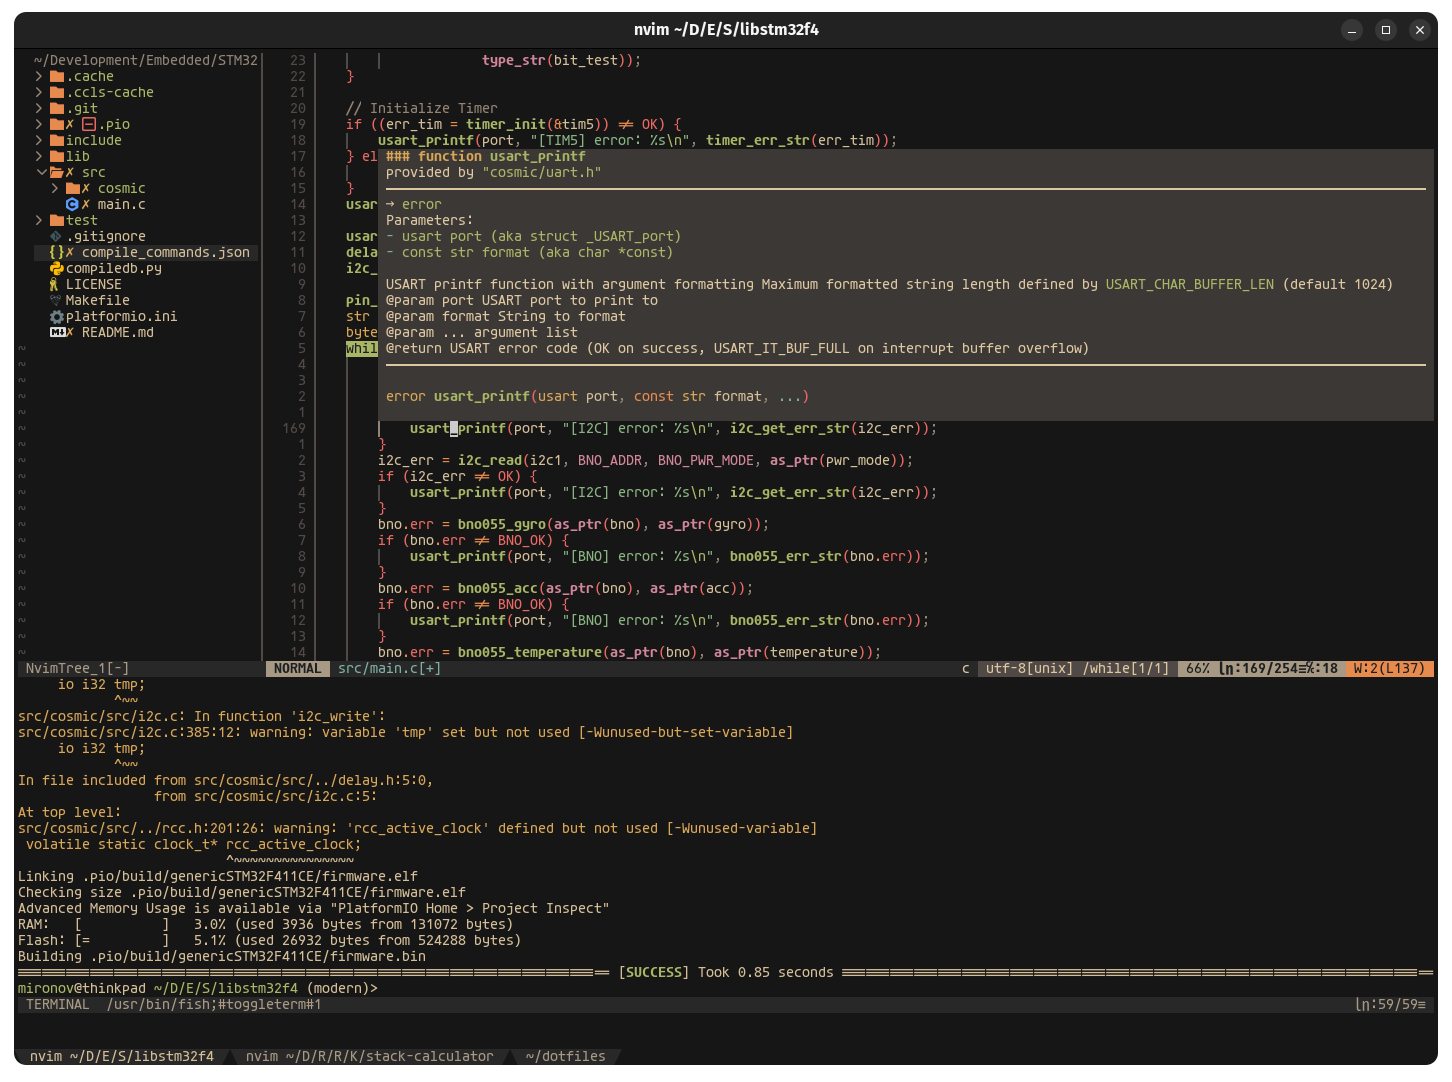 nvim ~/D/E/S/libstm32f4
~/Development/Embedded/STM32
.cache
.ccls-cache
.git
✗ .pio
include
lib
✗ src
✗ cosmic
✗ main.c
test
.gitignore
{}✗ compile_commands.json
compiledb.py
LICENSE
Makefile
platformio.ini
✗ README.md
23 type_str(bit_test));
22 }
21
20 // Initialize Timer
19 if ((err_tim = timer_init(&tim5)) ≠ OK) {
18 usart_printf(port, "[TIM5] error: %s\n", timer_err_str(err_tim));
17 } el
16
15 }
14 usar
13
12 usar
11 dela
10 i2c_
9
8 pin_
7 str
6 byte
5 whil
4
3
2
1
### function usart_printf
provided by "cosmic/uart.h"
→ error
Parameters:
- usart port (aka struct _USART_port)
- const str format (aka char *const)
USART printf function with argument formatting Maximum formatted string length defined by USART_CHAR_BUFFER_LEN (default 1024)
@param port USART port to print to
@param format String to format
@param ... argument list
@return USART error code (OK on success, USART_IT_BUF_FULL on interrupt buffer overflow)
error usart_printf(usart port, const str format, ...)
169 usart_printf(port, "[I2C] error: %s\n", i2c_get_err_str(i2c_err));
1 }
2 i2c_err = i2c_read(i2c1, BNO_ADDR, BNO_PWR_MODE, as_ptr(pwr_mode));
3 if (i2c_err ≠ OK) {
4 usart_printf(port, "[I2C] error: %s\n", i2c_get_err_str(i2c_err));
5 }
6 bno.err = bno055_gyro(as_ptr(bno), as_ptr(gyro));
7 if (bno.err ≠ BNO_OK) {
8 usart_printf(port, "[BNO] error: %s\n", bno055_err_str(bno.err));
9 }
10 bno.err = bno055_acc(as_ptr(bno), as_ptr(acc));
11 if (bno.err ≠ BNO_OK) {
12 usart_printf(port, "[BNO] error: %s\n", bno055_err_str(bno.err));
13 }
14 bno.err = bno055_temperature(as_ptr(bno), as_ptr(temperature));
NvimTree_1[-] NORMAL src/main.c[+] c utf-8[unix] /while[1/1] 66% ln:169/254≡%:18 W:2(L137)
io i32 tmp;
^~~
src/cosmic/src/i2c.c: In function 'i2c_write':
src/cosmic/src/i2c.c:385:12: warning: variable 'tmp' set but not used [-Wunused-but-set-variable]
io i32 tmp;
^~~
In file included from src/cosmic/src/../delay.h:5:0,
from src/cosmic/src/i2c.c:5:
At top level:
src/cosmic/src/../rcc.h:201:26: warning: 'rcc_active_clock' defined but not used [-Wunused-variable]
volatile static clock_t* rcc_active_clock;
^~~~~~~~~~~~~~~~
Linking .pio/build/genericSTM32F411CE/firmware.elf
Checking size .pio/build/genericSTM32F411CE/firmware.elf
Advanced Memory Usage is available via "PlatformIO Home > Project Inspect"
RAM: [ ] 3.0% (used 3936 bytes from 131072 bytes)
Flash: [= ] 5.1% (used 26932 bytes from 524288 bytes)
Building .pio/build/genericSTM32F411CE/firmware.bin
[SUCCESS] Took 0.85 seconds
mironov@thinkpad ~/D/E/S/libstm32f4 (modern)>
TERMINAL /usr/bin/fish;#toggleterm#1 ln:59/59≡
nvim ~/D/E/S/libstm32f4 nvim ~/D/R/R/K/stack-calculator ~/dotfiles